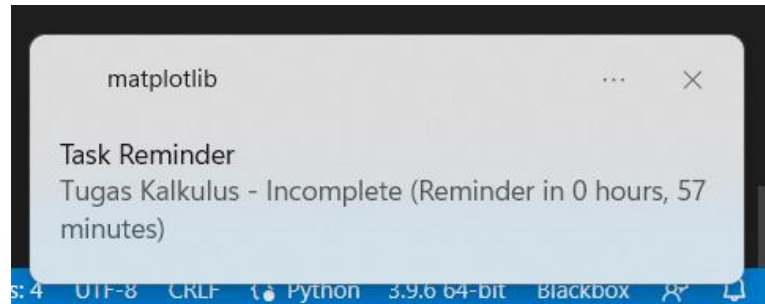 matplotlib
Task Reminder
Tugas Kalkulus - Incomplete (Reminder in 0 hours, 57
minutes)
s: 4 UTF-8 CRLF Python 3.9.6 64-bit Blackbox